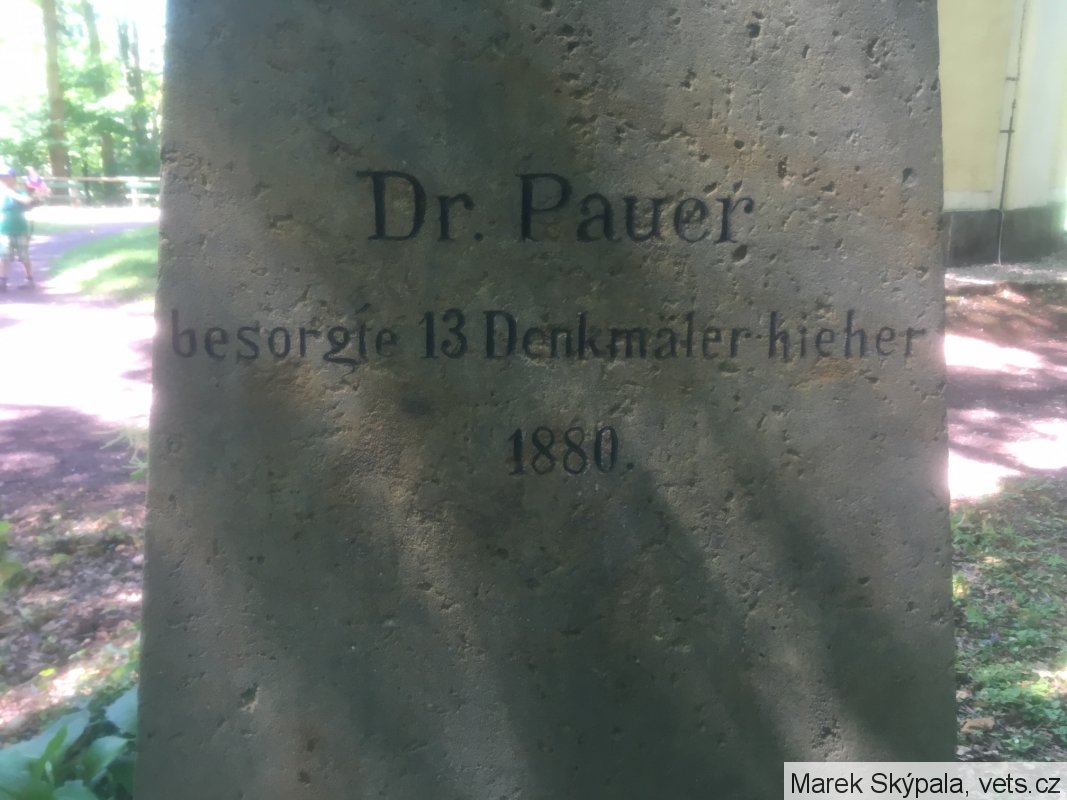 Dr. Pauer
besorgte 13 Denkmäler hieher
1880.
Marek Skýpala, vets.cz